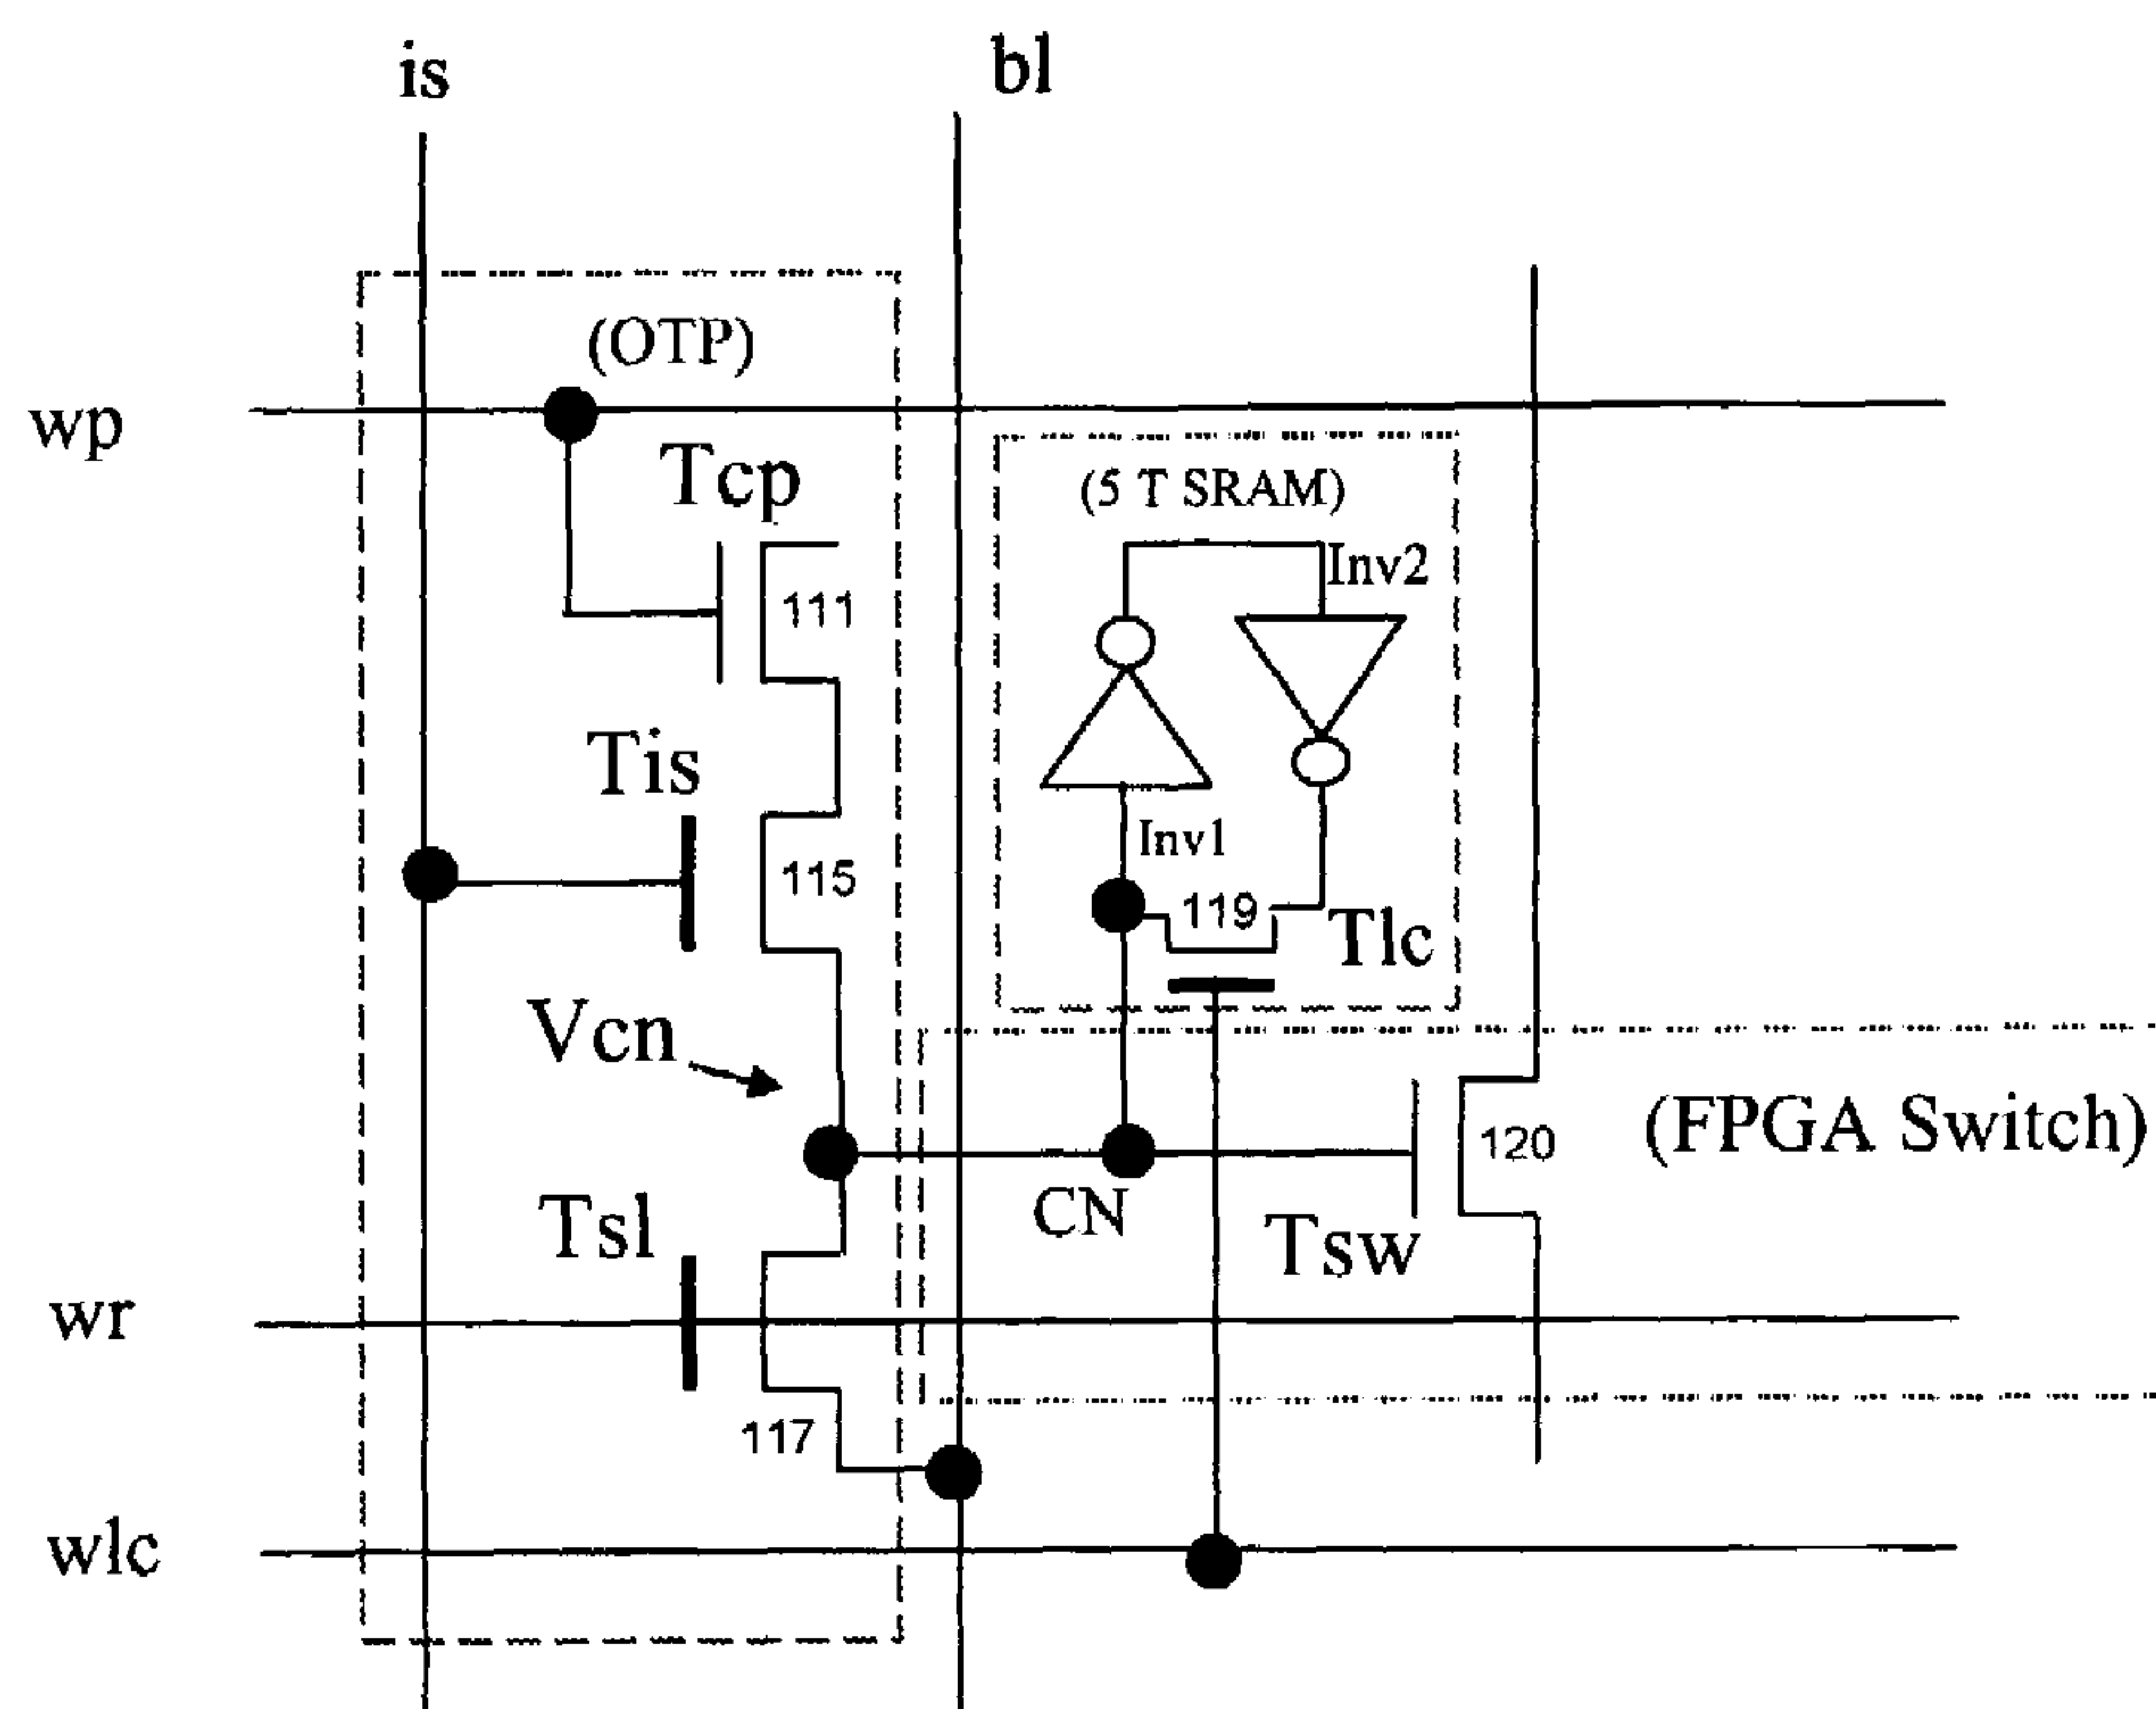 is
bl
(OTP)
wp
Tcp
(5 T SRAM)
Inv2
111
Tis
Inv1
115
119
Tlc
Vcn
(FPGA Switch)
120
CN
Tsl
Tsw
wr
117
wlc